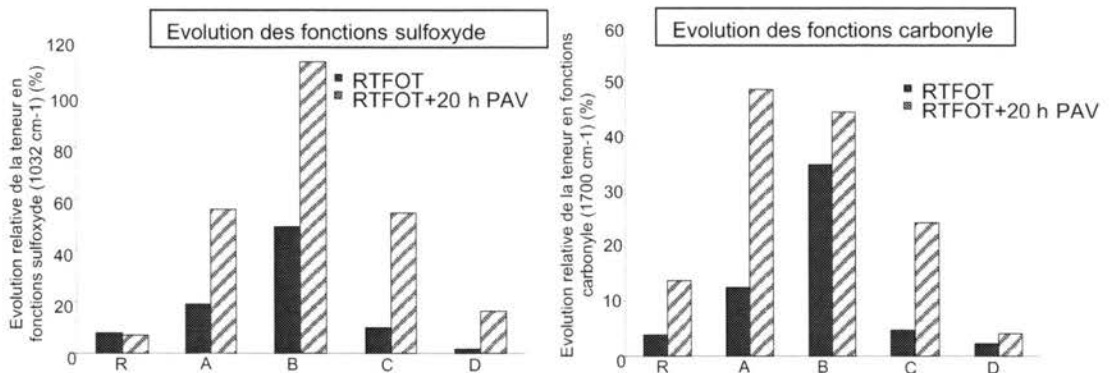 Evolution des fonctions sulfoxyde
Evolution relative de la teneur en
fonctions sulfoxyde (1032 cm-1) (%)
120
100
80
60
40
20
0
RTFOT
RTFOT+20 h PAV
R A B C D
Evolution des fonctions carbonyle
Evolution relative de la teneur en fonctions
carbonyle (1700 cm-1) (%)
60
50
40
30
20
10
0
RTFOT
RTFOT+20 h PAV
R A B C D